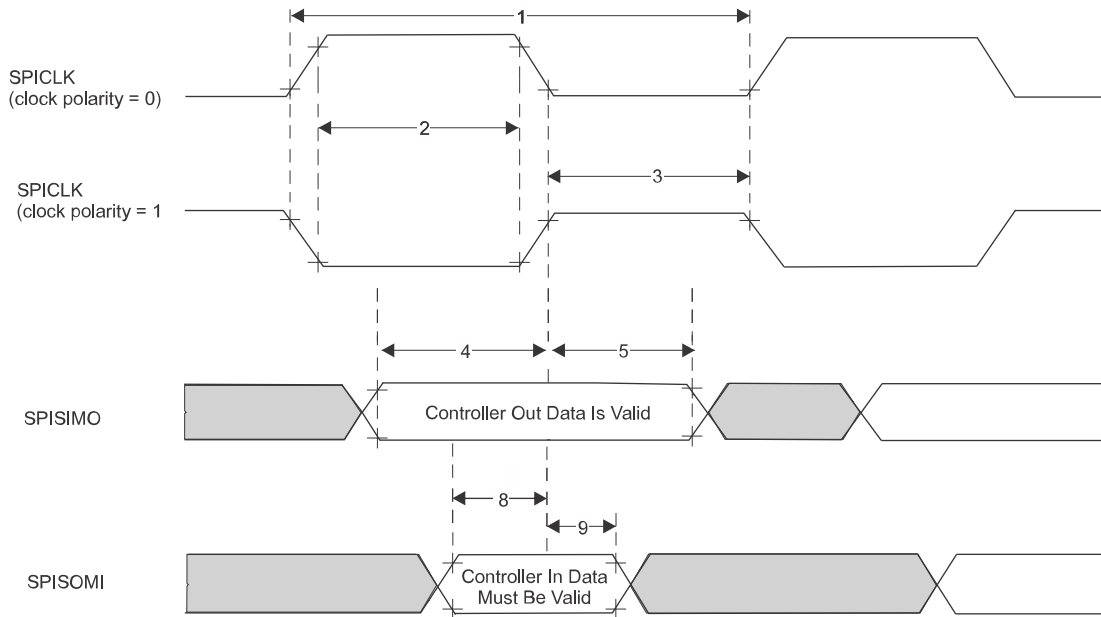 1
SPICLK
(clock polarity = 0)
2
3
SPICLK
(clock polarity = 1
4
5
SPISIMO
Controller Out Data Is Valid
8
9
SPISOMI
Controller In Data
Must Be Valid